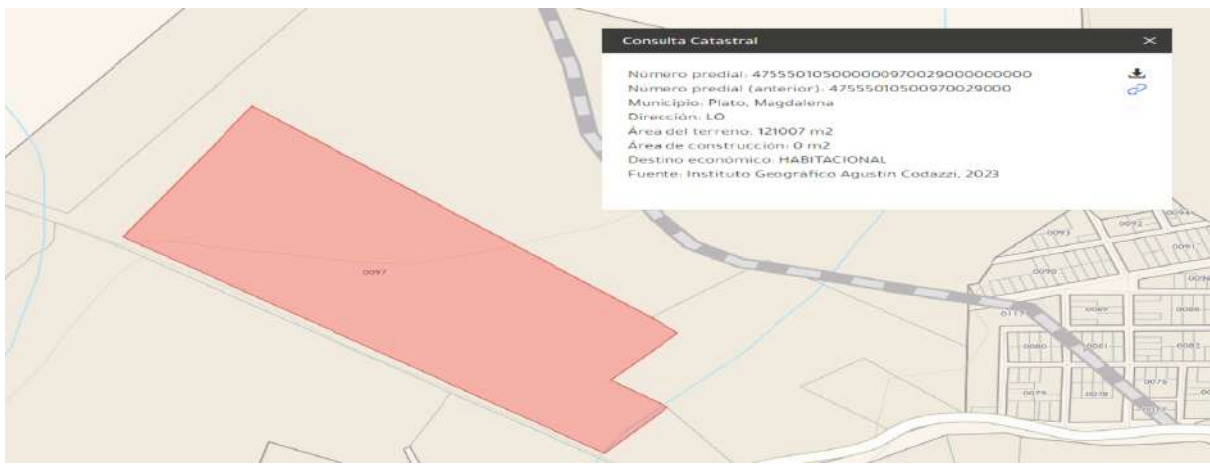 Consulta Catastral
Número predial: 475550105000000970029000000000
Número predial (anterior): 47555010500970029000
Municipio: Plato, Magdalena
Dirección: LO
Área del terreno: 121007 m2
Área de construcción: 0 m2
Destino económico: HABITACIONAL
Fuente: Instituto Geográfico Agustín Codazzi, 2023
0094
0093
0092
0091
0090
0097
0117
0089
0088
0080
0081
0082
0079
0078
0076